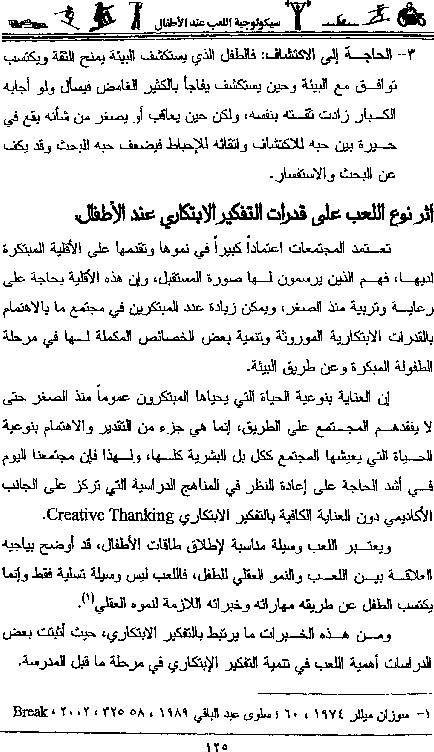 سيكولوجية اللعب عند الأطفال
٣- الحاجة إلى الاكتشاف: فالطفل الذي يستكشف البيئة يمنح الثقة ويكتسب
توافق مع البيئة وحين يستكشف يفاجأ بالكثير الغامض فيسأل ولو أجابه
الكبار زادت ثقته بنفسه، ولكن حين يعاقب أو يصغر من شأنه يقع في
حيرة بين حبه للاكتشاف واتقائه للإحباط فيضعف حبه البحث وقد يكف
عن البحث والاستفسار.
أثر نوع اللعب على قدرات التفكير الابتكاري عند الأطفال.
تعتمد المجتمعات اعتماداً كبيراً في نموها وتقدمها على الأقلية المبتكرة
لديها، فهم الذين يرسمون لها صورة المستقبل، وإن هذه الأقلية بحاجة على
رعاية وتربية منذ الصغر، ويمكن زيادة عدد المبتكرين في مجتمع ما بالاهتمام
بالقدرات الابتكارية الموروثة وتنمية بعض الخصائص المكملة لها في مرحلة
الطفولة المبكرة وعن طريق البيئة.
إن العناية بنوعية الحياة التي يحياها المبتكرون عموماً منذ الصغر حتى
لا يفقدهم المجتمع على الطريق، إنما هي جزء من التقدير والاهتمام بنوعية
الحياة التي يعيشها المجتمع ككل بل البشرية كلها، ولهذا فإن مجتمعنا اليوم
في أشد الحاجة على إعادة للنظر في المناهج الدراسية التي تركز على الجانب
الأكاديمي دون العناية الكافية بالتفكير الابتكاري Creative Thanking.
ويعتبر اللعب وسيلة مناسبة لإطلاق طاقات الأطفال، قد أوضح بياجيه
العلاقة بين اللعب والنمو العقلي للطفل، فاللعب ليس وسيلة تسلية فقط وإنما
يكتسب الطفل عن طريقه مهاراته وخبراته اللازمة لنموه العقلي(١).
ومن هذه الخبرات ما يرتبط بالتفكير الابتكاري، حيث أثبتت بعض
الدراسات أهمية اللعب في تنمية التفكير الإبتكاري في مرحلة ما قبل المدرسة.
١- سوزان ميللر ١٩٧٤ ، ٦٠ ؛ سلوى عبد الباقي ١٩٨٩ ، ٥٨ ٣٢٥ ، ٢٠٠٢ ، Break
١٢٥